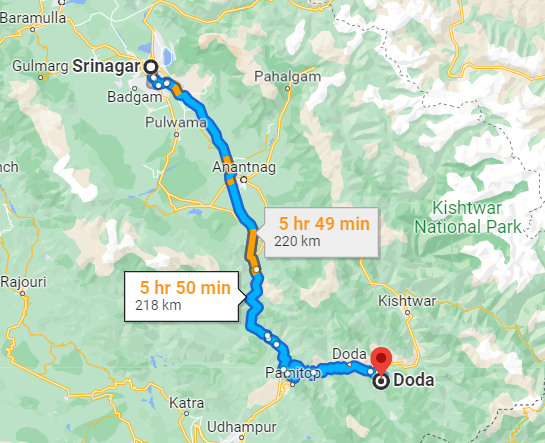 Baramulla
Gulmarg
Srinagar
Pahalgam
Badgam
Pulwama
Anantnag
5 hr 49 min
220 km
Kishtwar
National Park
Rajouri
5 hr 50 min
218 km
Kishtwar
Doda
Patnitop
Doda
Katra
Udhampur